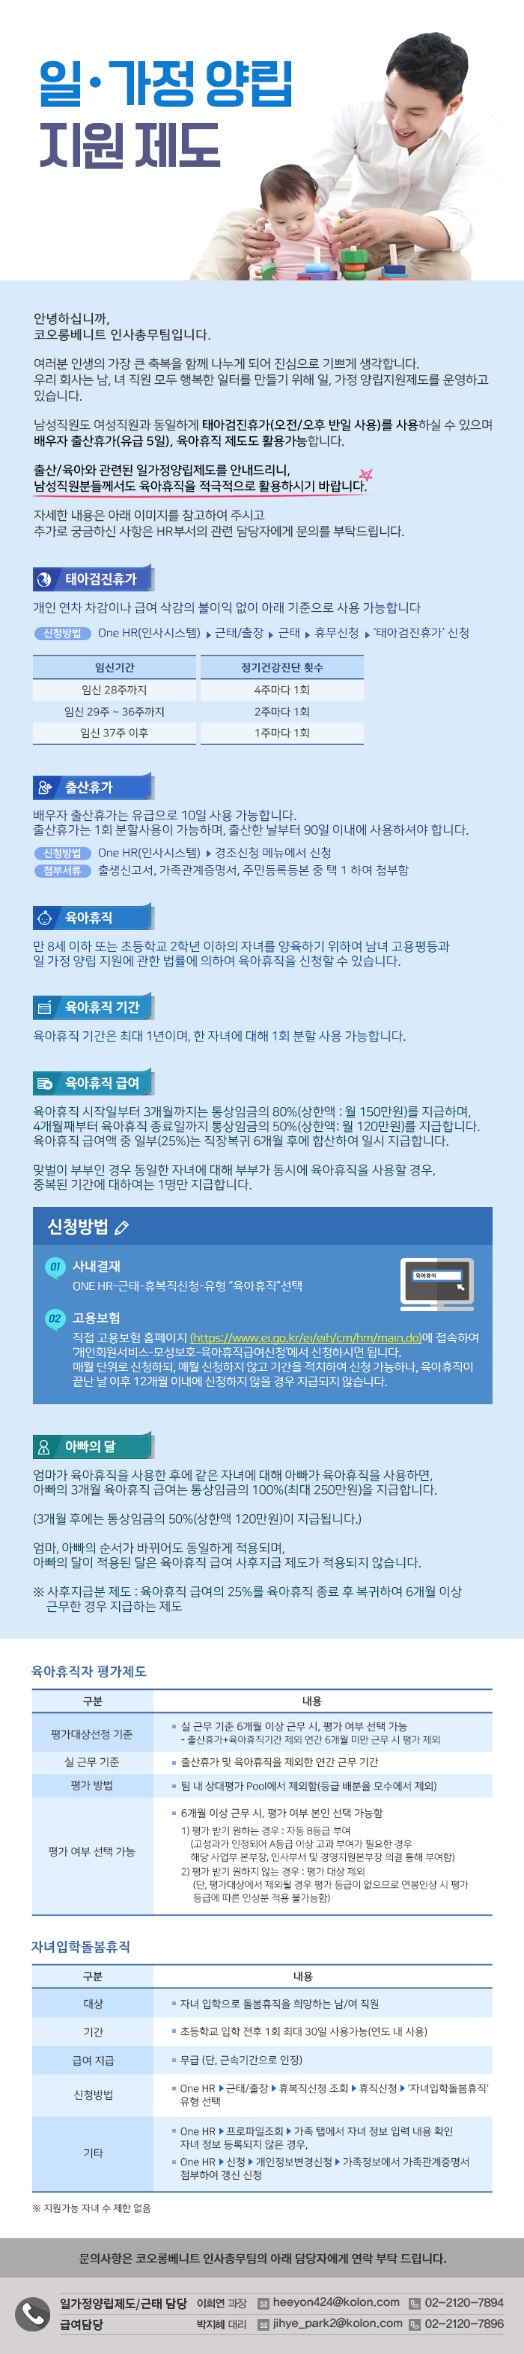 일·가정 양립
지원 제도
안녕하십니까,
코오롱베니트 인사총무팀입니다.
여러분 인생의 가장 큰 축복을 함께 나누게 되어 진심으로 기쁘게 생각합니다.
우리 회사는 남, 녀 직원 모두 행복한 일터를 만들기 위해 일, 가정 양립지원제도를 운영하고
있습니다.
남성직원도 여성직원과 동일하게 태아검진휴가(오전/오후 반일 사용)를 사용하실 수 있으며
배우자 출산휴가(유급 5일), 육아휴직 제도도 활용가능합니다.
출산/육아와 관련된 일가정양립제도를 안내드리니,
남성직원분들께서도 육아휴직을 적극적으로 활용하시기 바랍니다.
자세한 내용은 아래 이미지를 참고하여 주시고
추가로 궁금하신 사항은 HR부서의 관련 담당자에게 문의를 부탁드립니다.
태아검진휴가
개인 연차 차감이나 급여 삭감의 불이익 없이 아래 기준으로 사용 가능합니다
신청방법 One HR(인사시스템) ▶ 근태/출장 ▶ 근태 ▶ 휴무신청 ▶ '태아검진휴가' 신청
임신기간 정기건강진단 횟수
임신 28주까지 4주마다 1회
임신 29주 ~ 36주까지 2주마다 1회
임신 37주 이후 1주마다 1회
출산휴가
배우자 출산휴가는 유급으로 10일 사용 가능합니다.
출산휴가는 1회 분할사용이 가능하며, 출산한 날부터 90일 이내에 사용하셔야 합니다.
신청방법 One HR(인사시스템) ▶ 경조신청 메뉴에서 신청
첨부서류 출생신고서, 가족관계증명서, 주민등록등본 중 택 1 하여 첨부함
육아휴직
만 8세 이하 또는 초등학교 2학년 이하의 자녀를 양육하기 위하여 남녀 고용평등과
일 가정 양립 지원에 관한 법률에 의하여 육아휴직을 신청할 수 있습니다.
육아휴직 기간
육아휴직 기간은 최대 1년이며, 한 자녀에 대해 1회 분할 사용 가능합니다.
육아휴직 급여
육아휴직 시작일부터 3개월까지는 통상임금의 80%(상한액 : 월 150만원)를 지급하며,
4개월째부터 육아휴직 종료일까지 통상임금의 50%(상한액: 월 120만원)를 지급합니다.
육아휴직 급여액 중 일부(25%)는 직장복귀 6개월 후에 합산하여 일시 지급합니다.
맞벌이 부부인 경우 동일한 자녀에 대해 부부가 동시에 육아휴직을 사용할 경우,
중복된 기간에 대하여는 1명만 지급합니다.
신청방법
01 사내결재
ONE HR-근태-휴복직신청-유형 "육아휴직"선택
육아휴직
02 고용보험
직접 고용보험 홈페이지 (https://www.ei.go.kr/ei/eih/cm/hm/main.do)에 접속하여
'개인회원서비스-모성보호-육아휴직급여신청'에서 신청하시면 됩니다.
매월 단위로 신청하되, 매월 신청하지 않고 기간을 적치하여 신청 가능하나, 육아휴직이
끝난 날 이후 12개월 이내에 신청하지 않을 경우 지급되지 않습니다.
아빠의 달
엄마가 육아휴직을 사용한 후에 같은 자녀에 대해 아빠가 육아휴직을 사용하면,
아빠의 3개월 육아휴직 급여는 통상임금의 100%(최대 250만원)을 지급합니다.
(3개월 후에는 통상임금의 50%(상한액 120만원)이 지급됩니다.)
엄마, 아빠의 순서가 바뀌어도 동일하게 적용되며,
아빠의 달이 적용된 달은 육아휴직 급여 사후지급 제도가 적용되지 않습니다.
※ 사후지급분 제도 : 육아휴직 급여의 25%를 육아휴직 종료 후 복귀하여 6개월 이상
근무한 경우 지급하는 제도
육아휴직자 평가제도
구분 내용
평가대상선정 기준
▪ 실 근무 기준 6개월 이상 근무 시, 평가 여부 선택 가능
- 출산휴가+육아휴직기간 제외 연간 6개월 미만 근무 시 평가 제외
실 근무 기준 ▪ 출산휴가 및 육아휴직을 제외한 연간 근무 기간
평가 방법 ▪ 팀 내 상대평가 Pool에서 제외함(등급 배분율 모수에서 제외)
평가 여부 선택 가능
▪ 6개월 이상 근무 시, 평가 여부 본인 선택 가능함
1) 평가 받기 원하는 경우 : 자동 B등급 부여
(고성과가 인정되어 A등급 이상 고과 부여가 필요한 경우
해당 사업부 본부장, 인사부서 및 경영지원본부장 의결 통해 부여함)
2) 평가 받기 원하지 않는 경우 : 평가 대상 제외
(단, 평가대상에서 제외될 경우 평가 등급이 없으므로 연봉인상 시 평가
등급에 따른 인상분 적용 불가능함)
자녀입학돌봄휴직
구분 내용
대상 ▪ 자녀 입학으로 돌봄휴직을 희망하는 남/여 직원
기간 ▪ 초등학교 입학 전후 1회 최대 30일 사용가능(연도 내 사용)
급여 지급 ▪ 무급 (단, 근속기간으로 인정)
신청방법
▪ One HR ▶ 근태/출장 ▶ 휴복직신청 조회 ▶ 휴직신청 ▶ '자녀입학돌봄휴직'
유형 선택
기타
▪ One HR ▶ 프로파일조회 ▶ 가족 탭에서 자녀 정보 입력 내용 확인
자녀 정보 등록되지 않은 경우,
▪ One HR ▶ 신청 ▶ 개인정보변경신청 ▶ 가족정보에서 가족관계증명서
첨부하여 갱신 신청
※ 지원가능 자녀 수 제한 없음
문의사항은 코오롱베니트 인사총무팀의 아래 담당자에게 연락 부탁 드립니다.
일가정양립제도/근태 담당 이희연 과장 heeyon424@kolon.com 02-2120-7894
급여담당 박지혜 대리 jihye_park2@kolon.com 02-2120-7896